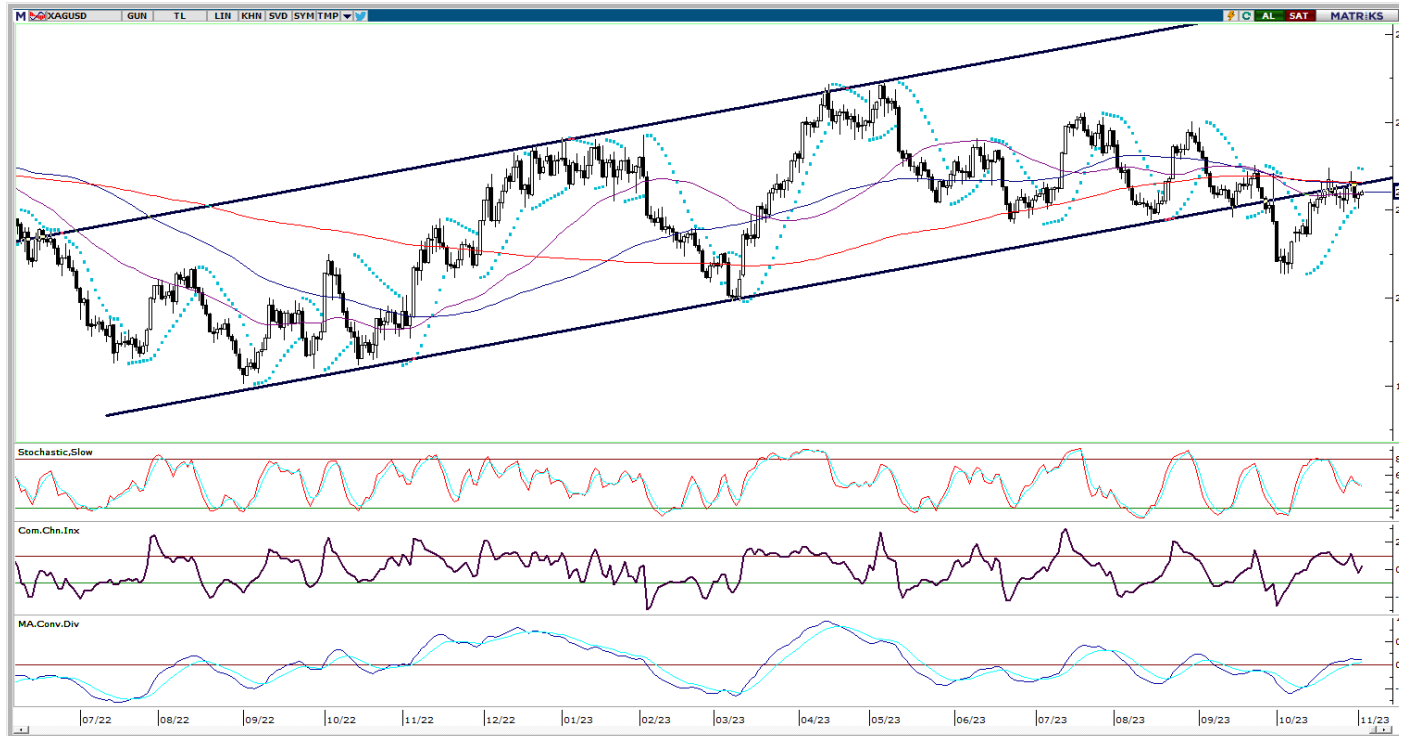 M XAGUSD GUN TL LIN KHN SVD SYM TMP AL SAT MATRiKS
Stochastic,Slow
Com.Chn.Inx
MA.Conv.Div
07/22 08/22 09/22 10/22 11/22 12/22 01/23 02/23 03/23 04/23 05/23 06/23 07/23 08/23 09/23 10/23 11/23